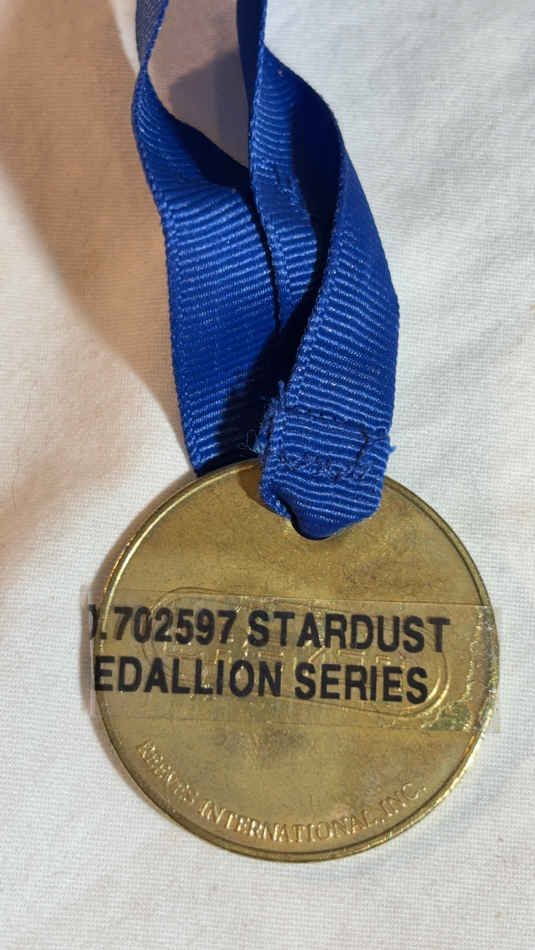 .702597 STARDUST
EDALLION SERIES
REEVES INTERNATIONAL, INC.